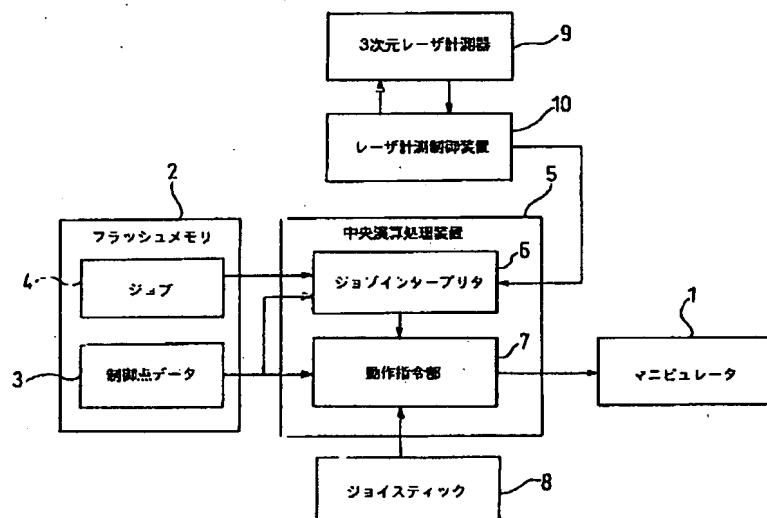 3次元レーザ計測器
9
10
レーザ計測制御装置
2
5
フラッシュメモリ
中央演算処理装置
6
4
ジョブ
ジョブインタープリタ
1
7
3
制御点データ
動作指令部
マニピュレータ
ジョイスティック
8